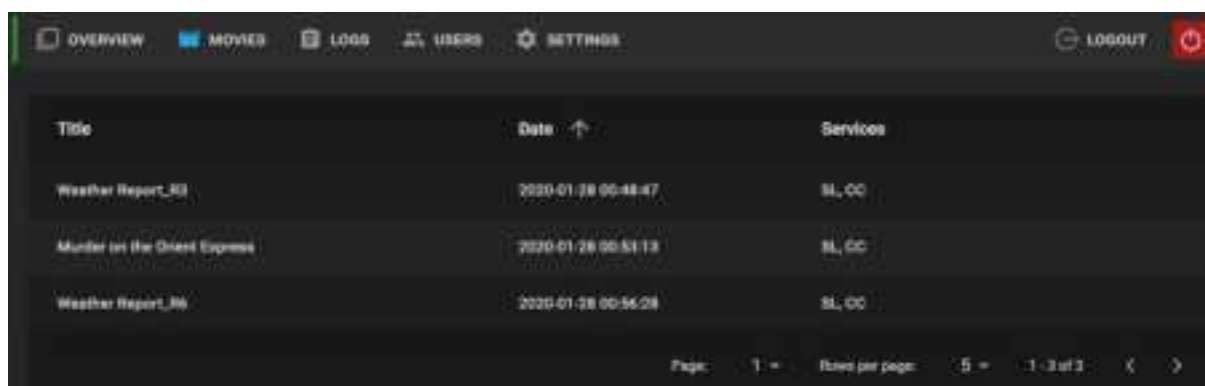 OVERVIEW MOVIES LOGS USERS SETTINGS LOGOUT
Title Date Services
Weather Report_R3 2020-01-28 00:48:47 SL, CC
Murder on the Orient Express 2020-01-28 00:53:13 SL, CC
Weather Report_R6 2020-01-28 00:56:28 SL, CC
Page: 1 Rows per page: 5 1-3 of 3